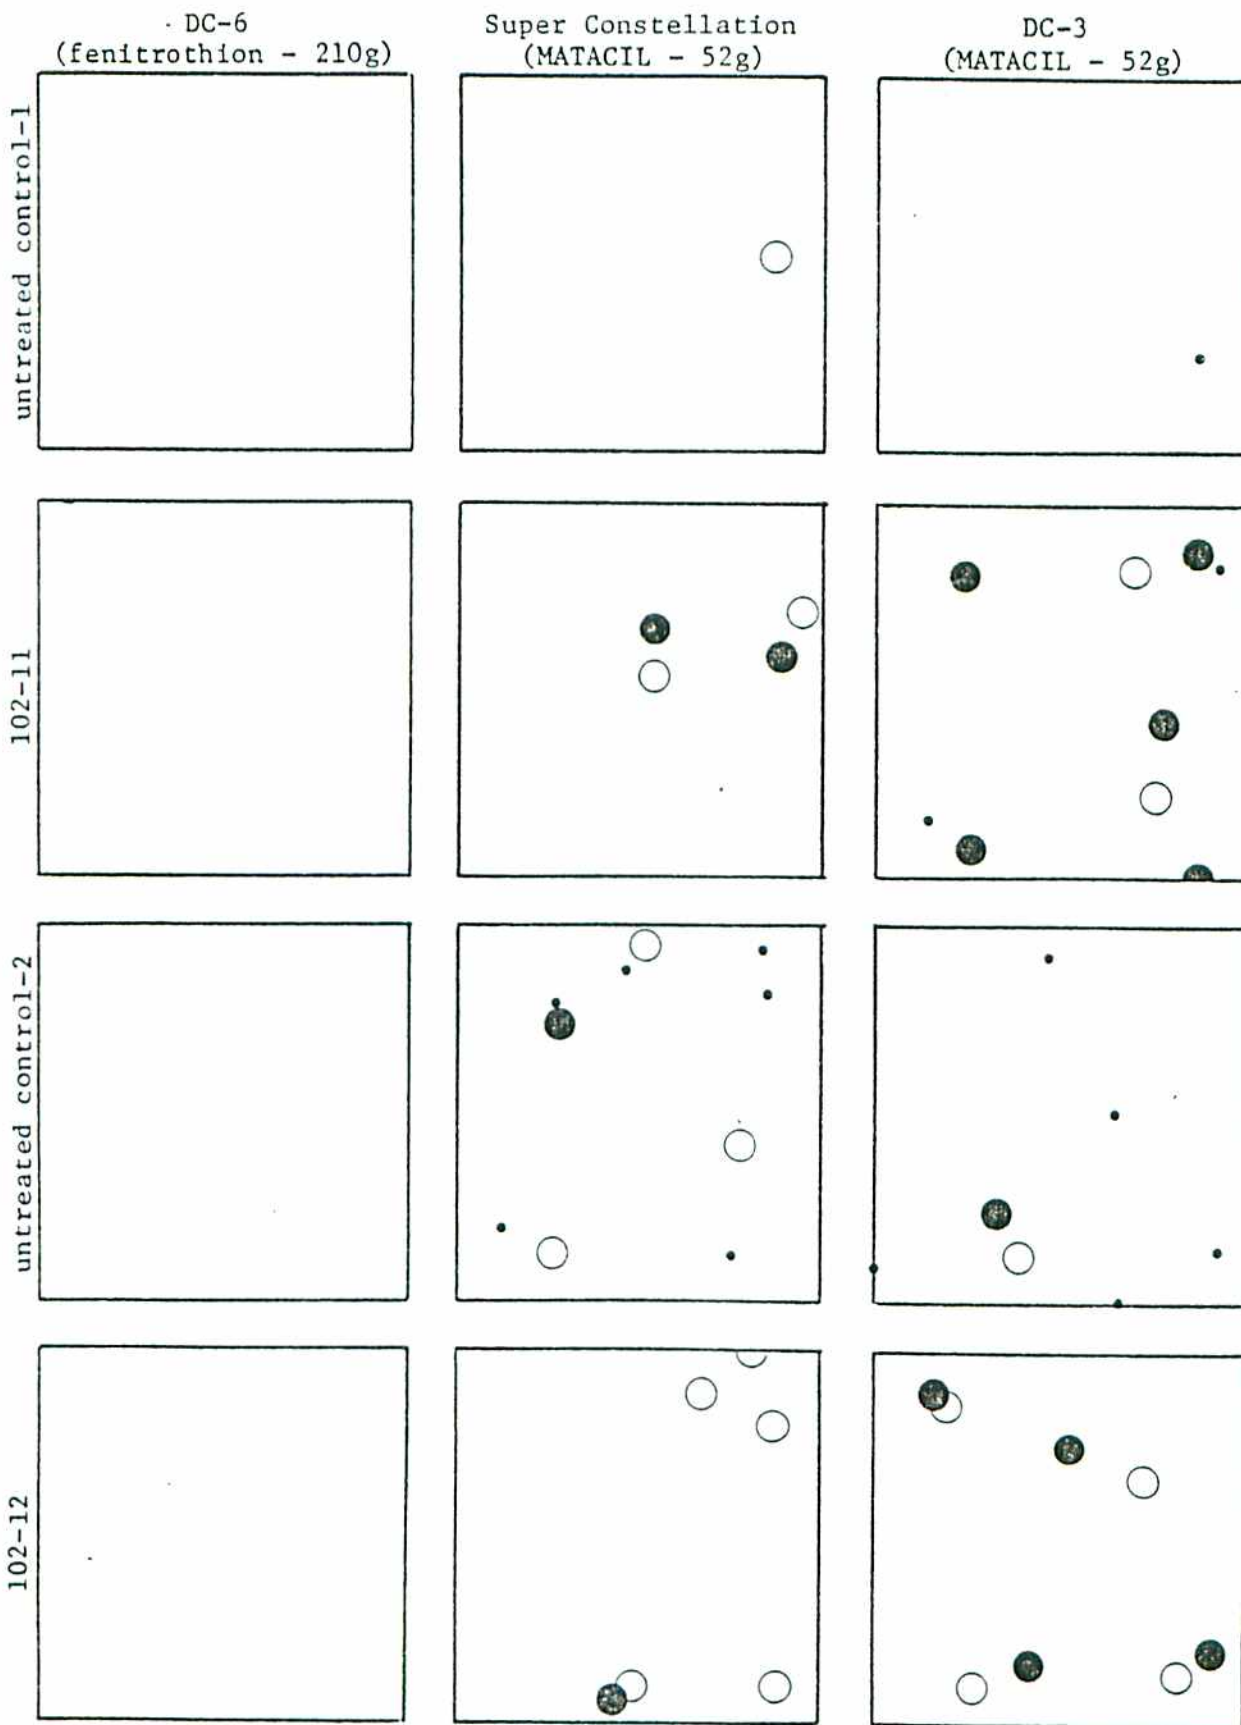 DC-6
(fenitrothion - 210g)
Super Constellation
(MATACIL - 52g)
DC-3
(MATACIL - 52g)
untreated control-1
102-11
untreated control-2
102-12